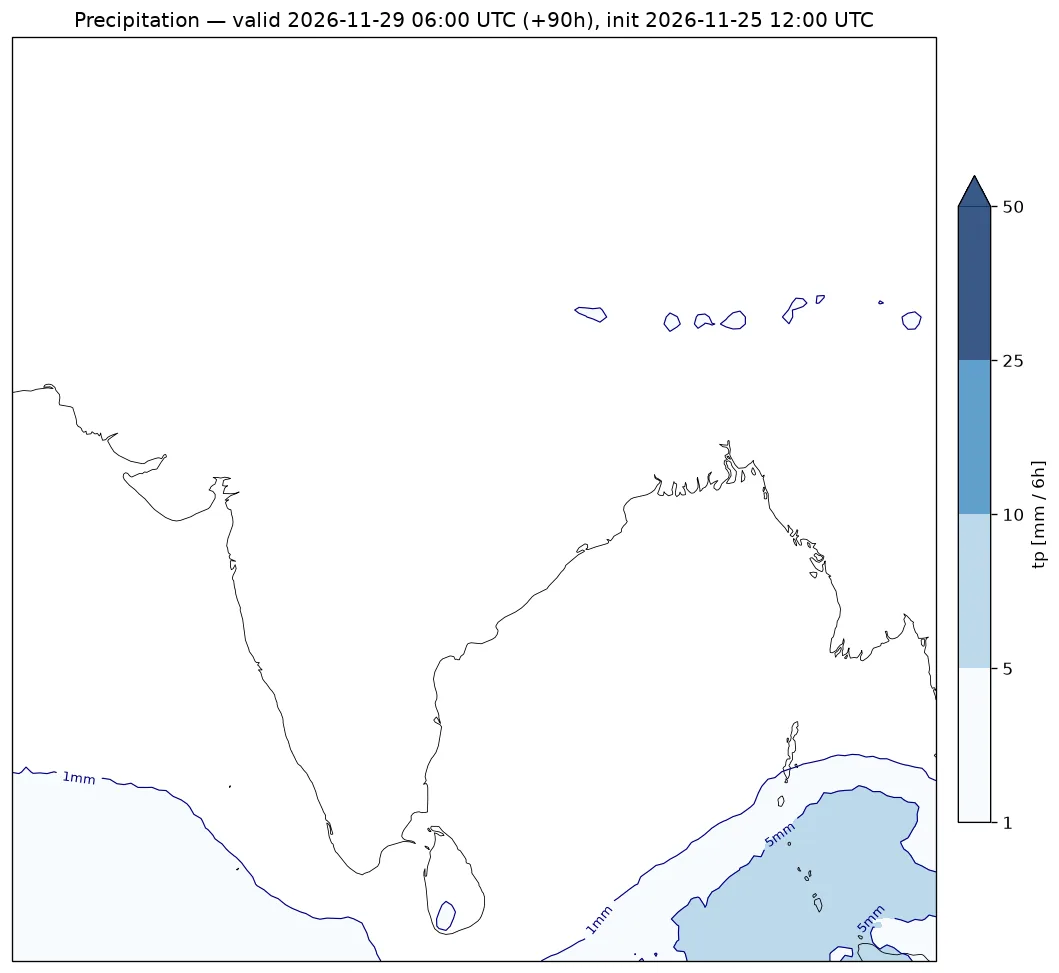 Precipitation — valid 2026-11-29 06:00 UTC (+90h), init 2026-11-25 12:00 UTC
50
25
10
5
1
tp [mm / 6h]
1mm
5mm
1mm
5mm